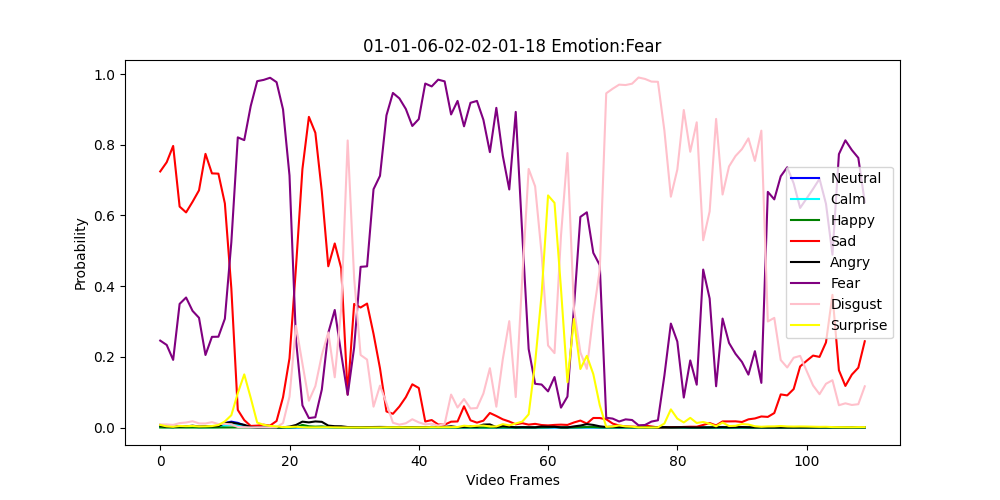 01-01-06-02-02-01-18 Emotion:Fear
1.0
0.8
0.6
0.4
0.2
0.0
Probability
0
20
40
60
80
100
Video Frames
Neutral
Calm
Happy
Sad
Angry
Fear
Disgust
Surprise